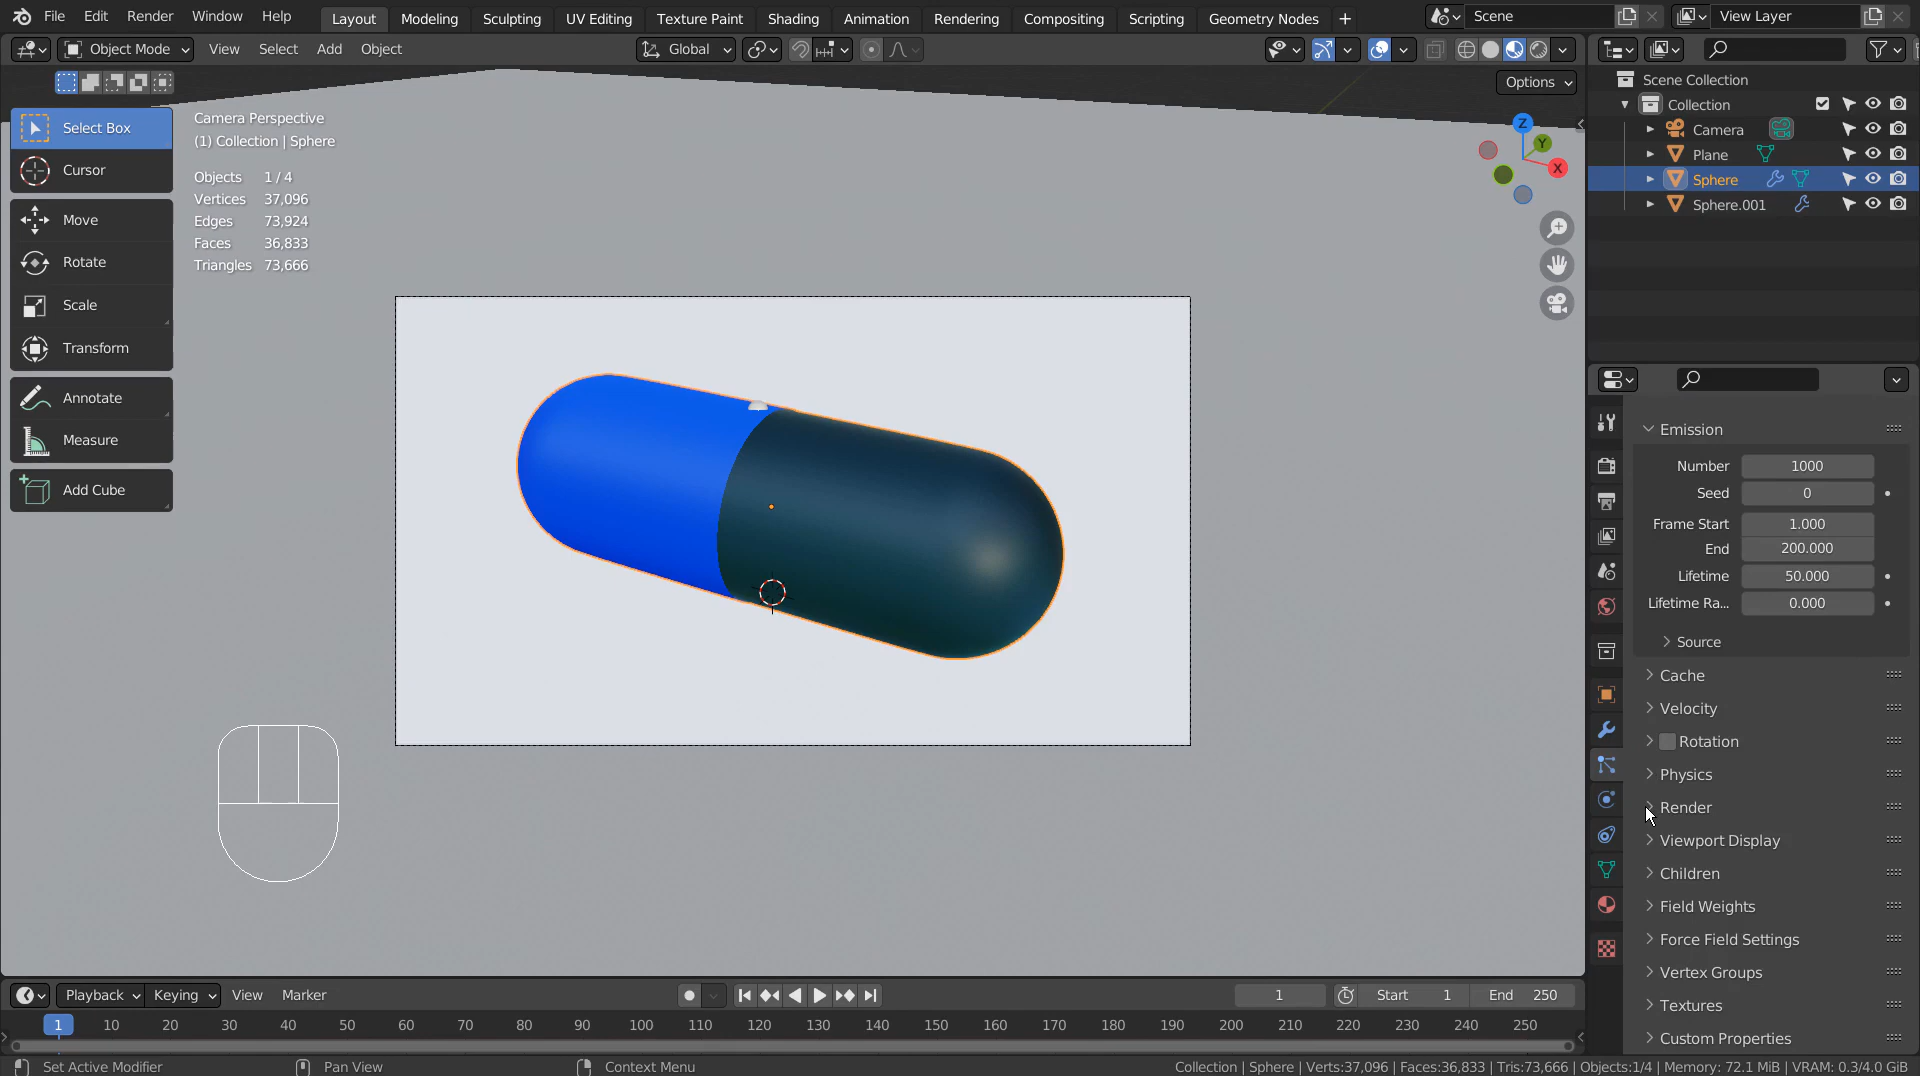 File Edit Render Window Help Layout Modeling Sculpting UV Editing Texture Paint Shading Animation Rendering Compositing Scripting Geometry Nodes + Scene View Layer
Object Mode View Select Add Object Global
Options
Select Box
Cursor
Move
Rotate
Scale
Transform
Annotate
Measure
Add Cube
Camera Perspective
(1) Collection | Sphere
Objects 1 / 4
Vertices 37,096
Edges 73,924
Faces 36,833
Triangles 73,666
Z
Y
X
Scene Collection
Collection
Camera
Plane
Sphere
Sphere.001
Emission
Number 1000
Seed 0
Frame Start 1.000
End 200.000
Lifetime 50.000
Lifetime Ra... 0.000
Source
Cache
Velocity
Rotation
Physics
Render
Viewport Display
Children
Field Weights
Force Field Settings
Vertex Groups
Textures
Custom Properties
Playback Keying View Marker 1 Start 1 End 250
1 10 20 30 40 50 60 70 80 90 100 110 120 130 140 150 160 170 180 190 200 210 220 230 240 250
Set Active Modifier Pan View Context Menu Collection | Sphere | Verts:37,096 | Faces:36,833 | Tris:73,666 | Objects:1/4 | Memory: 72.1 MiB | VRAM: 0.3/4.0 GiB